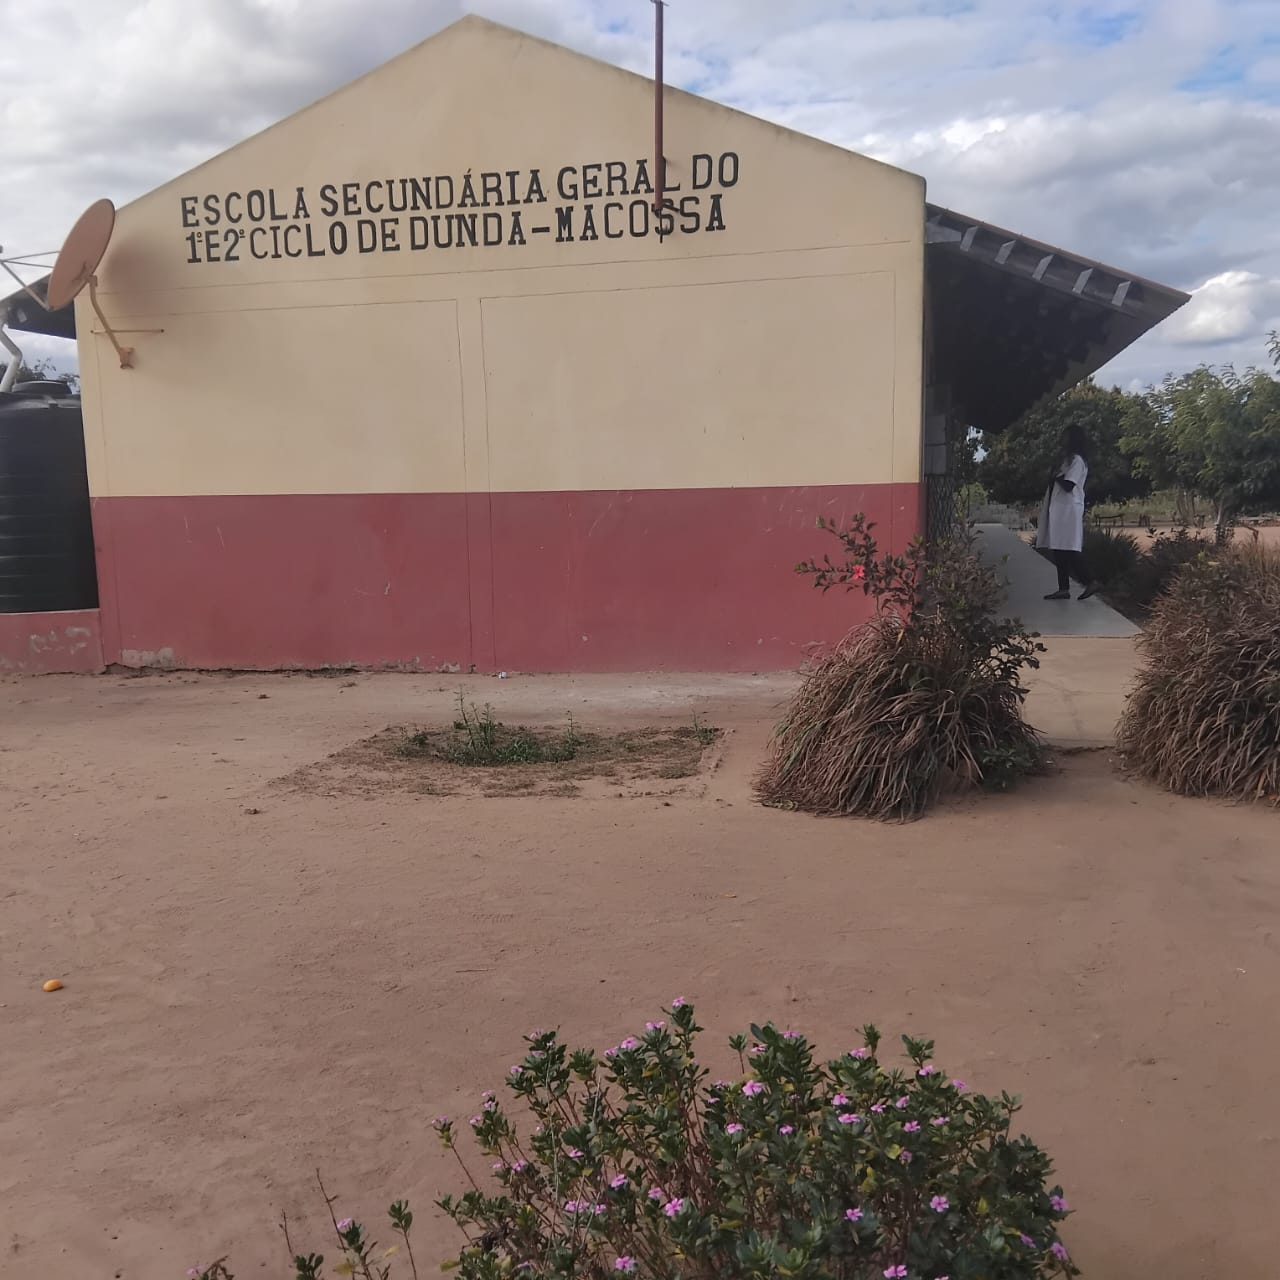 ESCOLA SECUNDÁRIA GERAL DO
1ºE2º CICLO DE DUNDA-MACOSSA